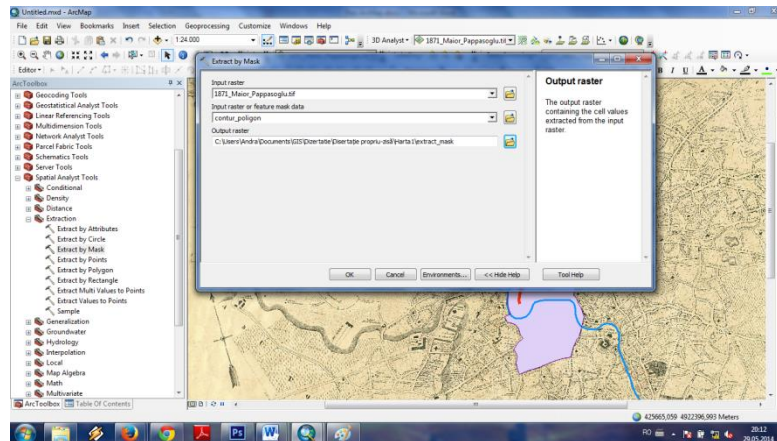 Untitled.mxd - ArcMap
File Edit View Bookmarks Insert Selection Geoprocessing Customize Windows Help
1:24.000
3D Analyst
1871_Maior_Pappasoglu.tif
Editor
ArcToolbox
Geocoding Tools
Geostatistical Analyst Tools
Linear Referencing Tools
Multidimension Tools
Network Analyst Tools
Parcel Fabric Tools
Schematics Tools
Server Tools
Spatial Analyst Tools
Conditional
Density
Distance
Extraction
Extract by Attributes
Extract by Circle
Extract by Mask
Extract by Points
Extract by Polygon
Extract by Rectangle
Extract Multi Values to Points
Extract Values to Points
Sample
Generalization
Groundwater
Hydrology
Interpolation
Local
Map Algebra
Math
Multivariate
ArcToolbox Table Of Contents
Extract by Mask
Input raster
1871_Maior_Pappasoglu.tif
Input raster or feature mask data
contur_poligon
Output raster
C:\Users\Andra\Documents\GIS\Dizertatie\Disertaţie propriu-zisă\Harta1\extract_mask
OK Cancel Environments... << Hide Help Tool Help
Output raster
The output raster
containing the cell values
extracted from the input
raster.
425665,059 4922396,993 Meters
RO
20:12
29.05.2014